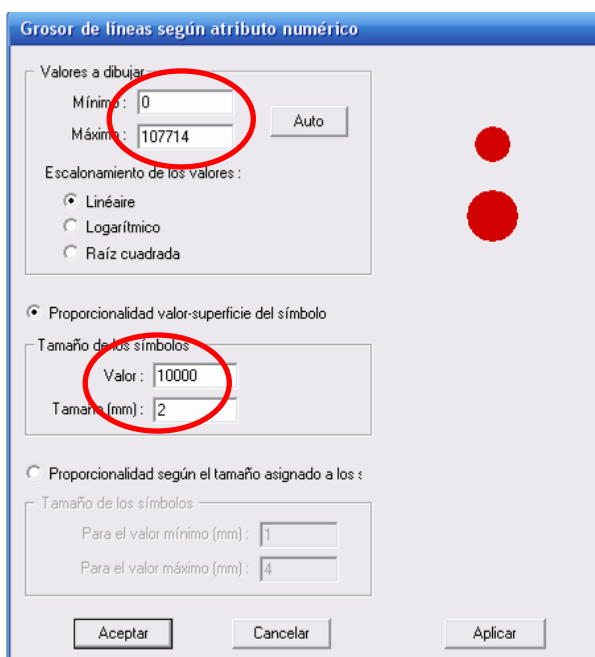 Grosor de líneas según atributo numérico
Valores a dibujar
Mínimo : 0
Máximo : 107714
Auto
Escalonamiento de los valores :
Linéaire
Logarítmico
Raíz cuadrada
Proporcionalidad valor-superficie del símbolo
Tamaño de los símbolos
Valor : 10000
Tamaño (mm) : 2
Proporcionalidad según el tamaño asignado a los s
Tamaño de los símbolos
Para el valor mínimo (mm) : 1
Para el valor máximo (mm) : 4
Aceptar Cancelar Aplicar